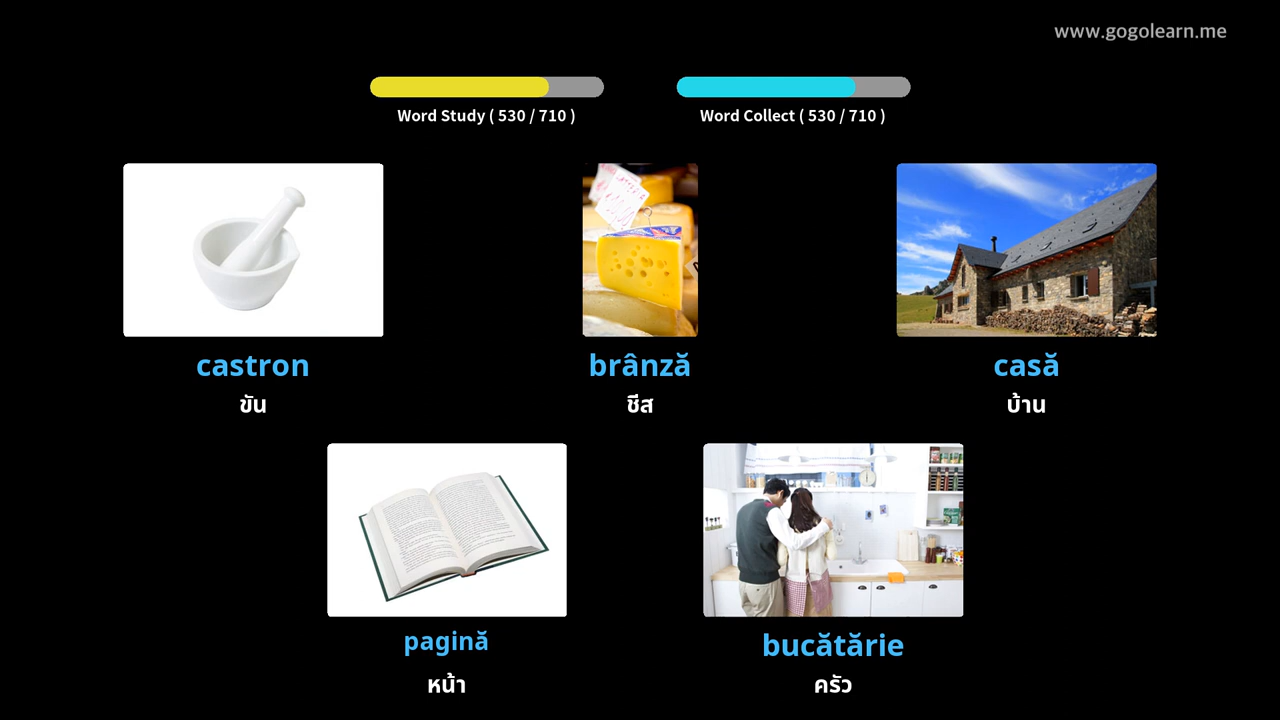 www.gogolearn.me
Word Study ( 530 / 710 )
Word Collect ( 530 / 710 )
castron
ขัน
brânză
ชีส
casă
บ้าน
pagină
หน้า
bucătărie
ครัว